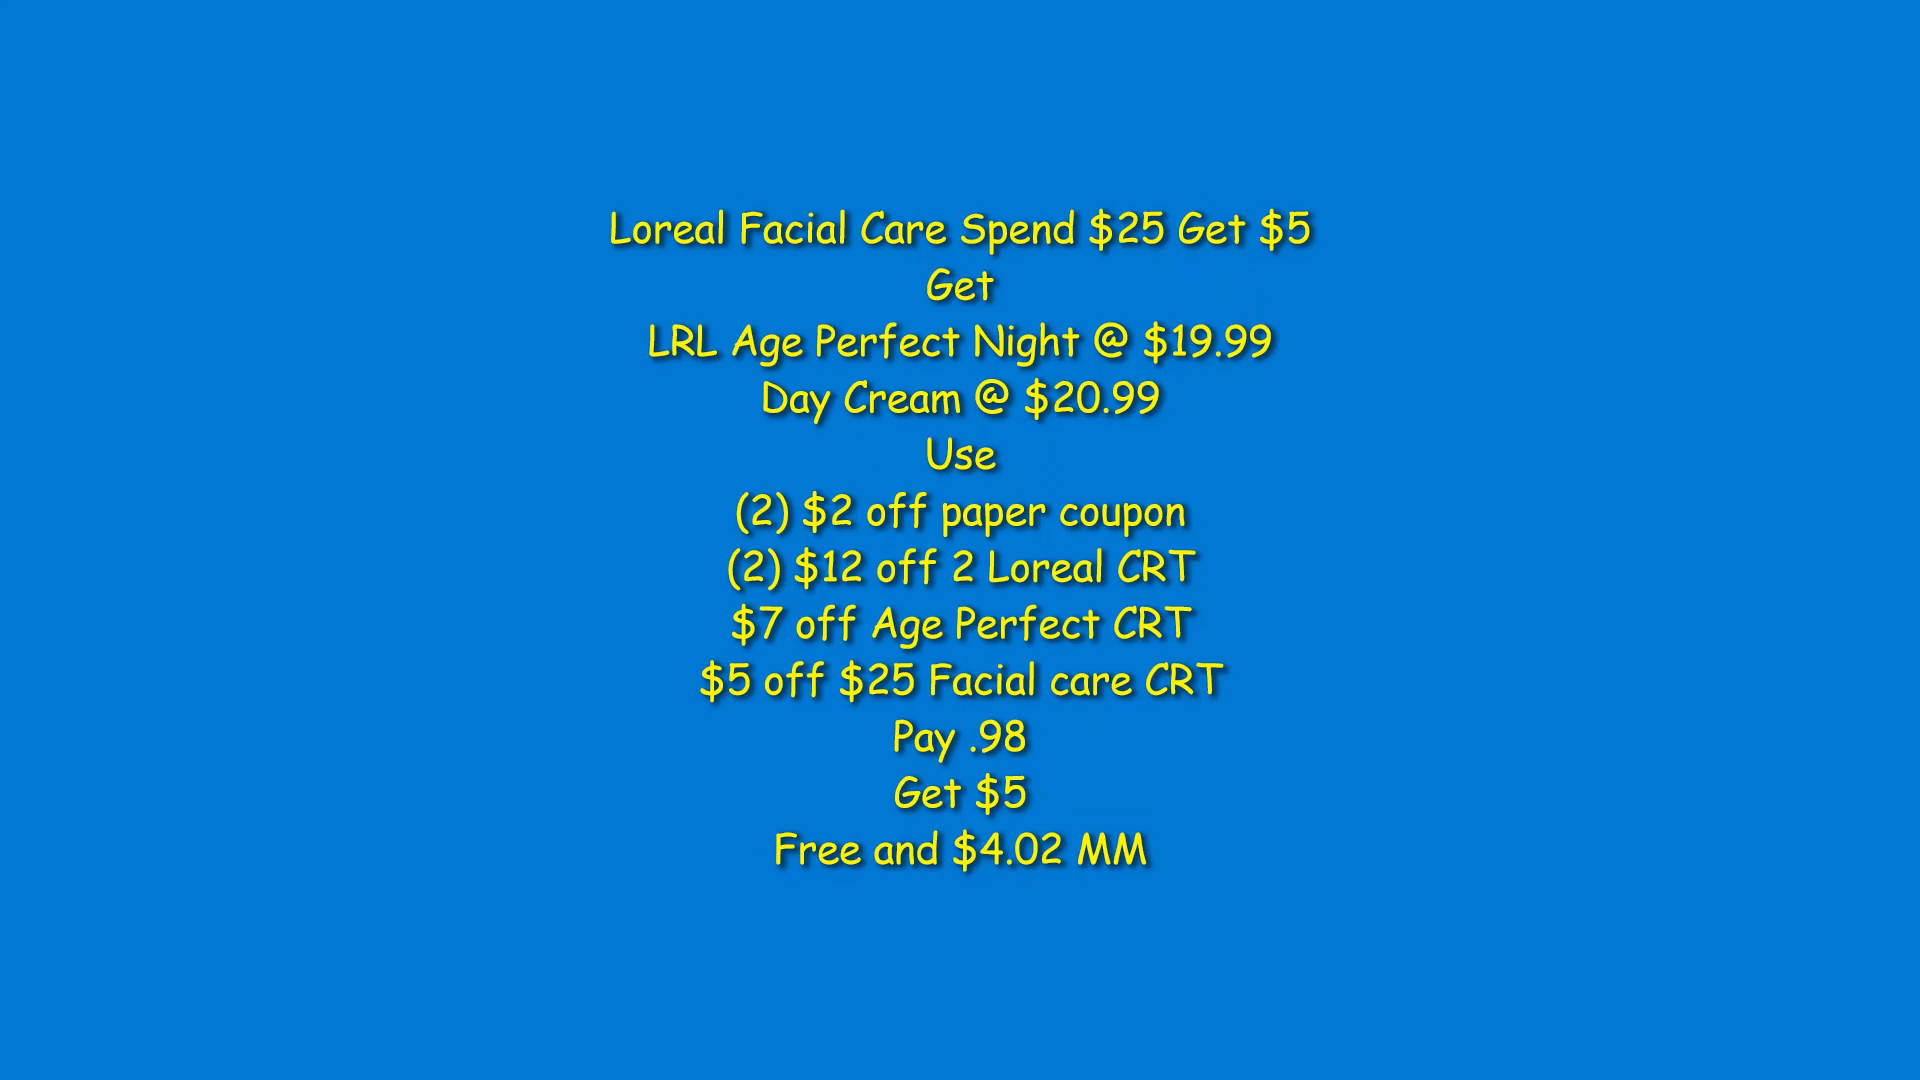 Loreal Facial Care Spend $25 Get $5
Get
LRL Age Perfect Night @ $19.99
Day Cream @ $20.99
Use
(2) $2 off paper coupon
(2) $12 off 2 Loreal CRT
$7 off Age Perfect CRT
$5 off $25 Facial care CRT
Pay .98
Get $5
Free and $4.02 MM